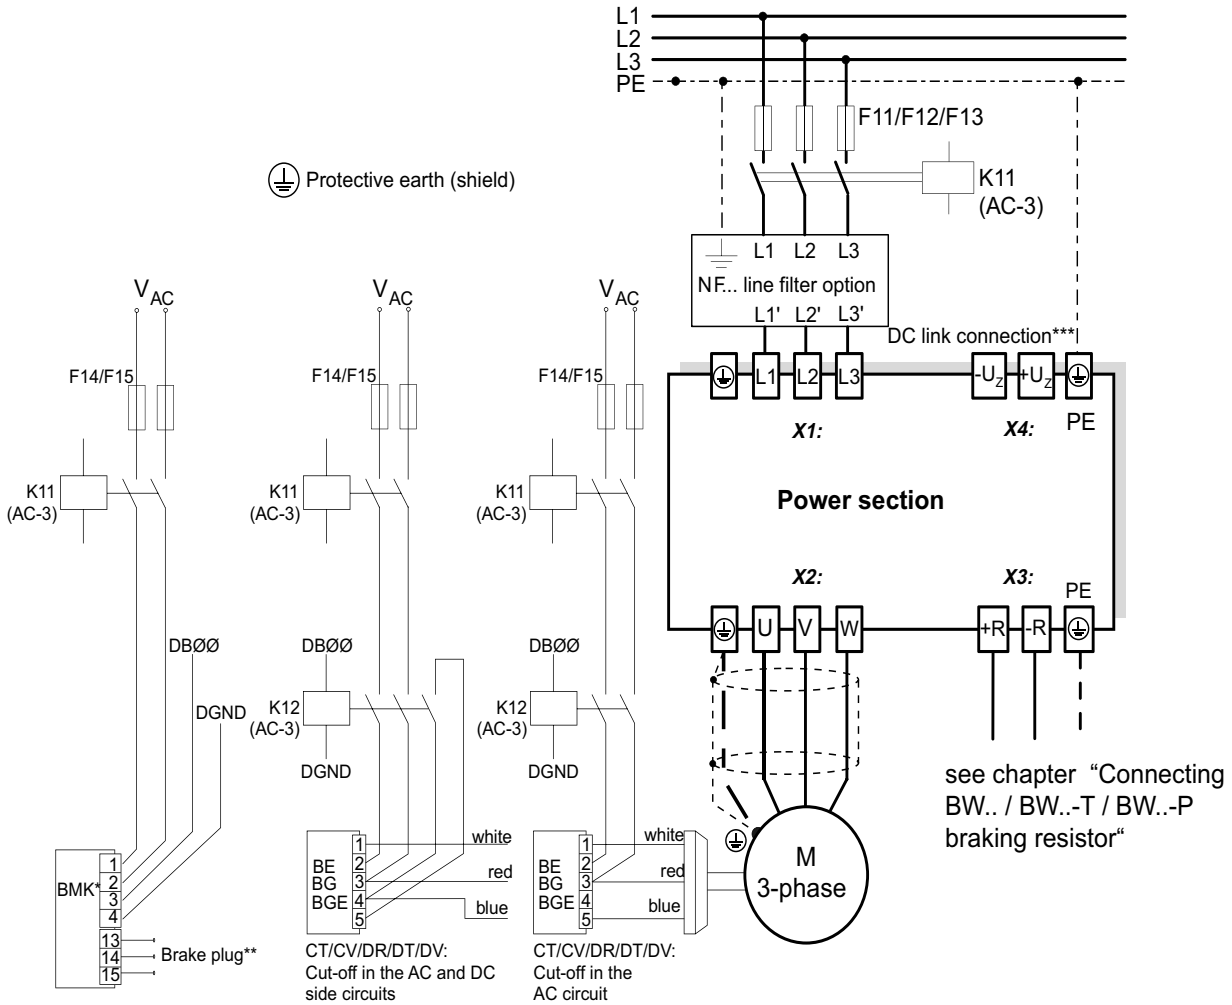 L1
L2
L3
PE
F11/F12/F13
K11
(AC-3)
Protective earth (shield)
L1 L2 L3
NF... line filter option
L1' L2' L3'
DC link connection***
L1 L2 L3 -UZ +UZ
X1: X4: PE
Power section
X2: X3: PE
U V W +R -R
see chapter “Connecting
BW.. / BW..-T / BW..-P
braking resistor“
M
3-phase
VAC
F14/F15
K11
(AC-3)
DBØØ
DGND
BMK*
1
2
3
4
13
14
15
Brake plug**
VAC
F14/F15
K11
(AC-3)
DBØØ
K12
(AC-3)
DGND
BE
BG
BGE
1
2
3
4
5
white
red
blue
CT/CV/DR/DT/DV:
Cut-off in the AC and DC
side circuits
VAC
F14/F15
K11
(AC-3)
DBØØ
K12
(AC-3)
DGND
BE
BG
BGE
1
2
3
4
5
white
red
blue
CT/CV/DR/DT/DV:
Cut-off in the
AC circuit